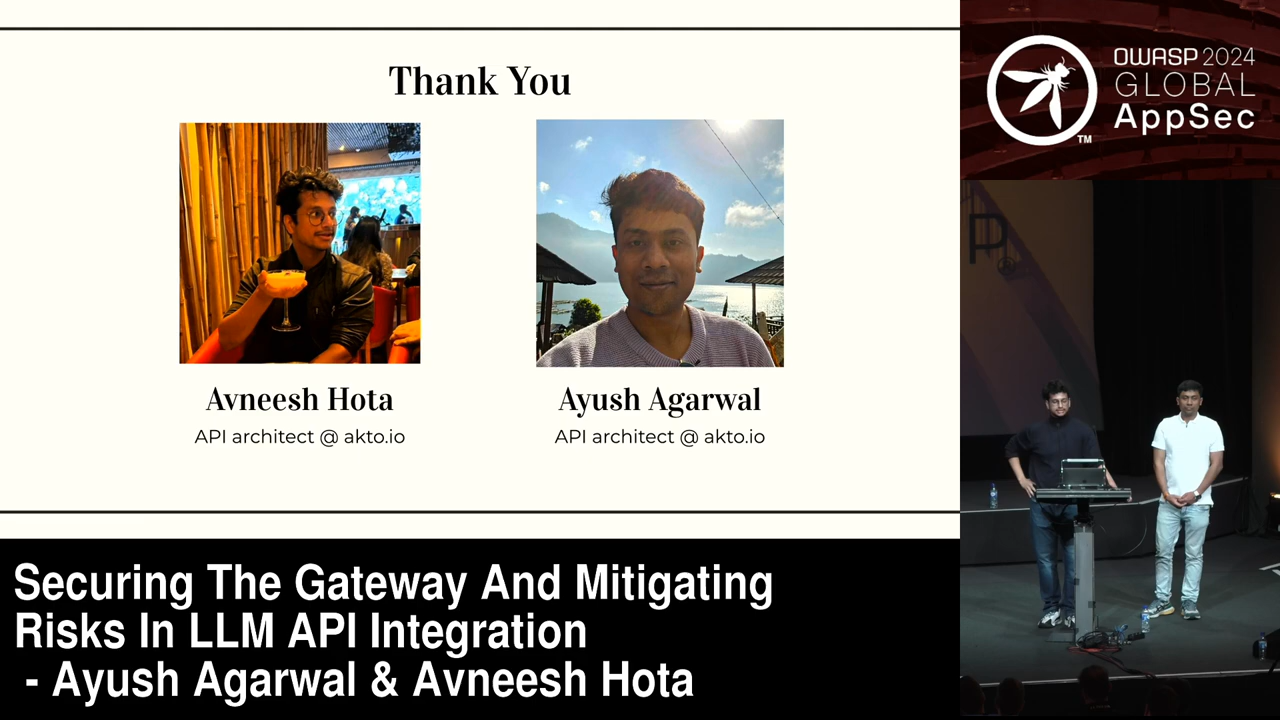 Thank You
Avneesh Hota
API architect @ akto.io
Ayush Agarwal
API architect @ akto.io
Securing The Gateway And Mitigating
Risks In LLM API Integration
- Ayush Agarwal & Avneesh Hota
OWASP 2024
GLOBAL
AppSec
TM
P